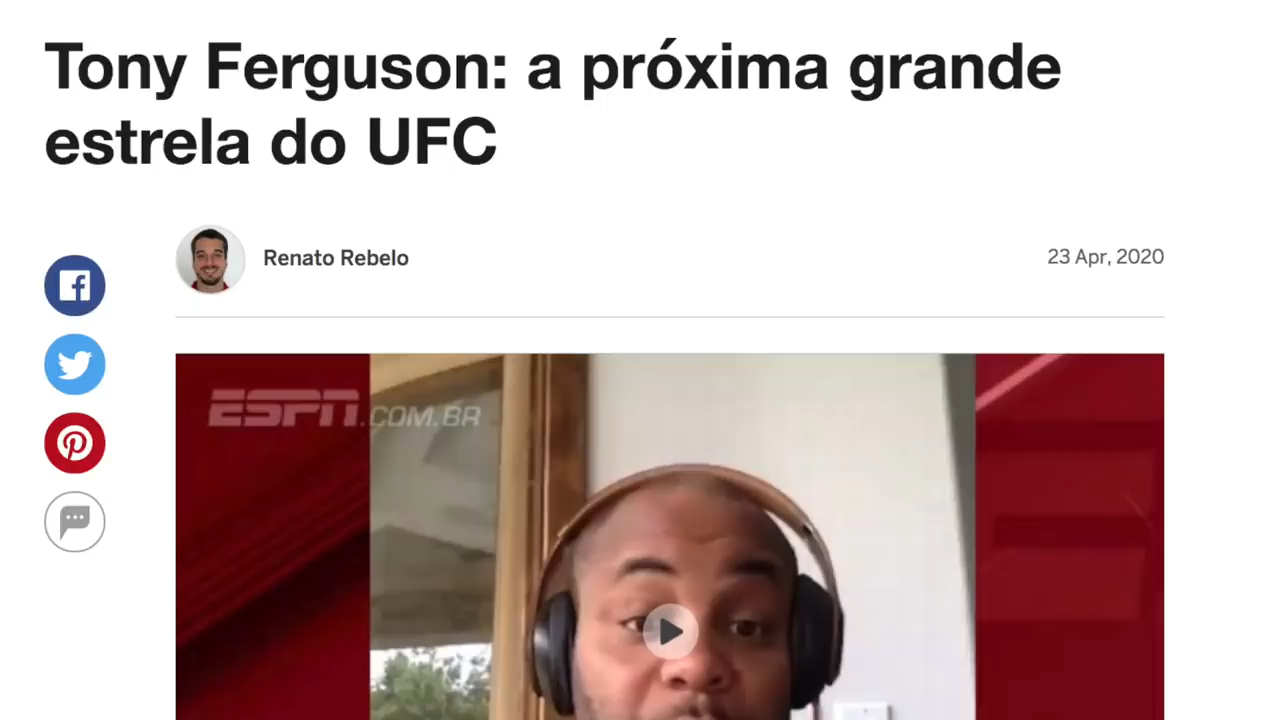 Tony Ferguson: a próxima grande
estrela do UFC
Renato Rebelo
23 Apr, 2020
ESPN.COM.BR